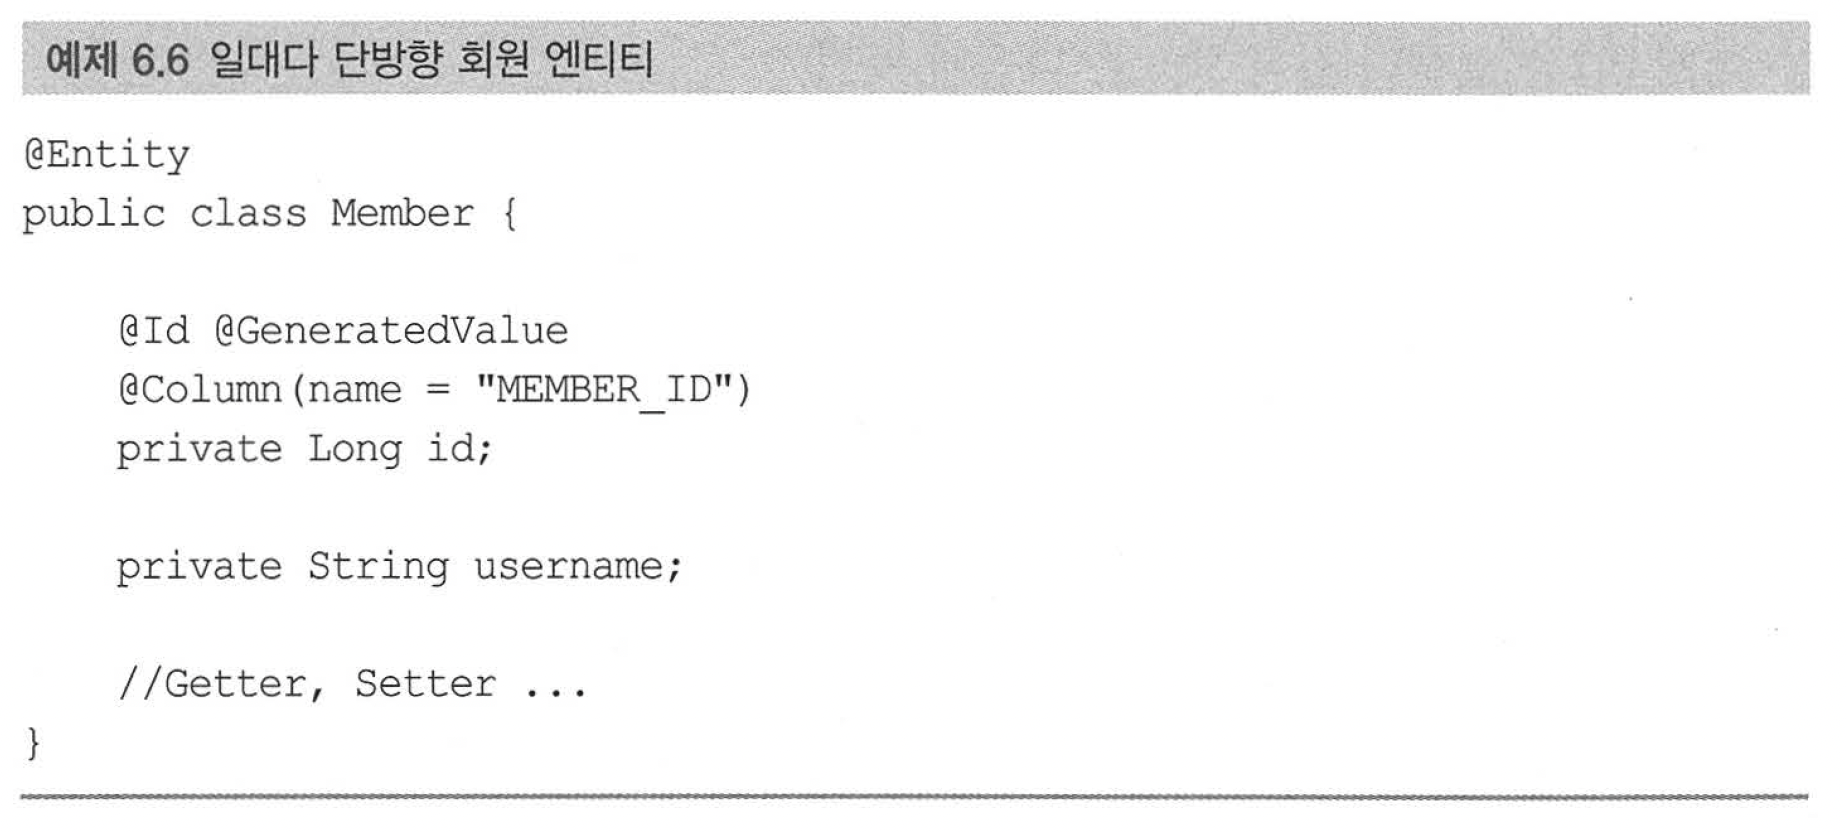 예제 6.6 일대다 단방향 회원 엔티티
@Entity
public class Member {
@Id @GeneratedValue
@Column(name = "MEMBER_ID")
private Long id;
private String username;
//Getter, Setter ...
}